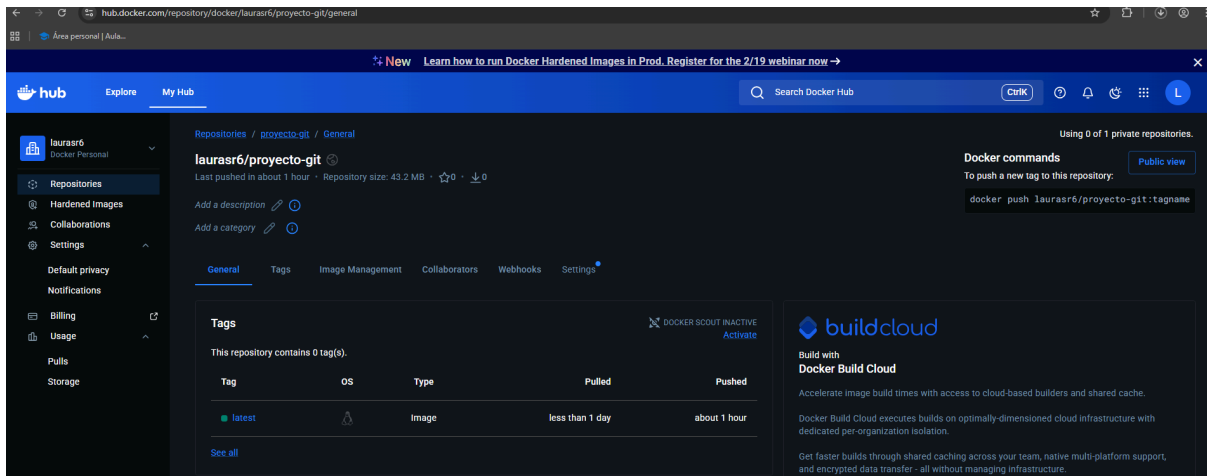 hub.docker.com/repository/docker/laurasr6/proyecto-git/general
Área personal | Aula...
New Learn how to run Docker Hardened Images in Prod. Register for the 2/19 webinar now →
hub
Explore
My Hub
Search Docker Hub
CtrlK
L
laurasr6
Docker Personal
Repositories
Hardened Images
Collaborations
Settings
Default privacy
Notifications
Billing
Usage
Pulls
Storage
Repositories / proyecto-git / General
Using 0 of 1 private repositories.
laurasr6/proyecto-git
Last pushed in about 1 hour · Repository size: 43.2 MB · 0 · 0
Add a description
Add a category
Docker commands
Public view
To push a new tag to this repository:
docker push laurasr6/proyecto-git:tagname
General
Tags
Image Management
Collaborators
Webhooks
Settings
Tags
DOCKER SCOUT INACTIVE
Activate
This repository contains 0 tag(s).
Tag OS Type Pulled Pushed
latest Image less than 1 day about 1 hour
See all
buildcloud
Build with
Docker Build Cloud
Accelerate image build times with access to cloud-based builders and shared cache.
Docker Build Cloud executes builds on optimally-dimensioned cloud infrastructure with
dedicated per-organization isolation.
Get faster builds through shared caching across your team, native multi-platform support,
and encrypted data transfer - all without managing infrastructure.